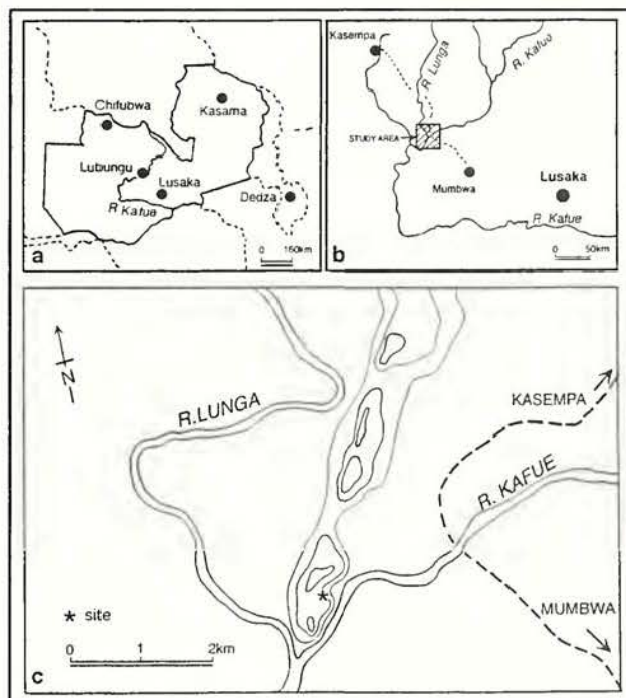 Chifubwa
Kasama
Lubungu
Lusaka
R Kafue
Dedza
0 160km
a
Kasempa
R Lunga
R. Kafue
STUDY AREA
Mumbwa
Lusaka
R. Kafue
0 50km
b
N
R.LUNGA
KASEMPA
R. KAFUE
MUMBWA
* site
0 1 2km
c